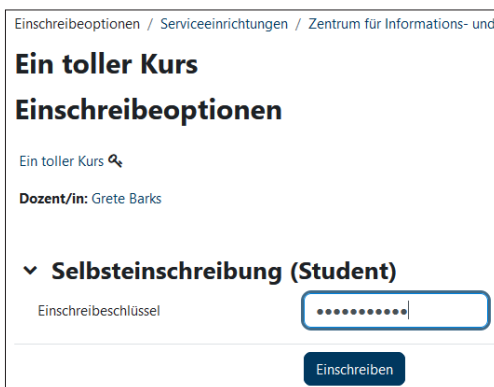 Einschreibeoptionen / Serviceeinrichtungen / Zentrum für Informations- und
Ein toller Kurs
Einschreibeoptionen
Ein toller Kurs
Dozent/in: Grete Barks
Selbsteinschreibung (Student)
Einschreibeschlüssel •••••••••••
Einschreiben